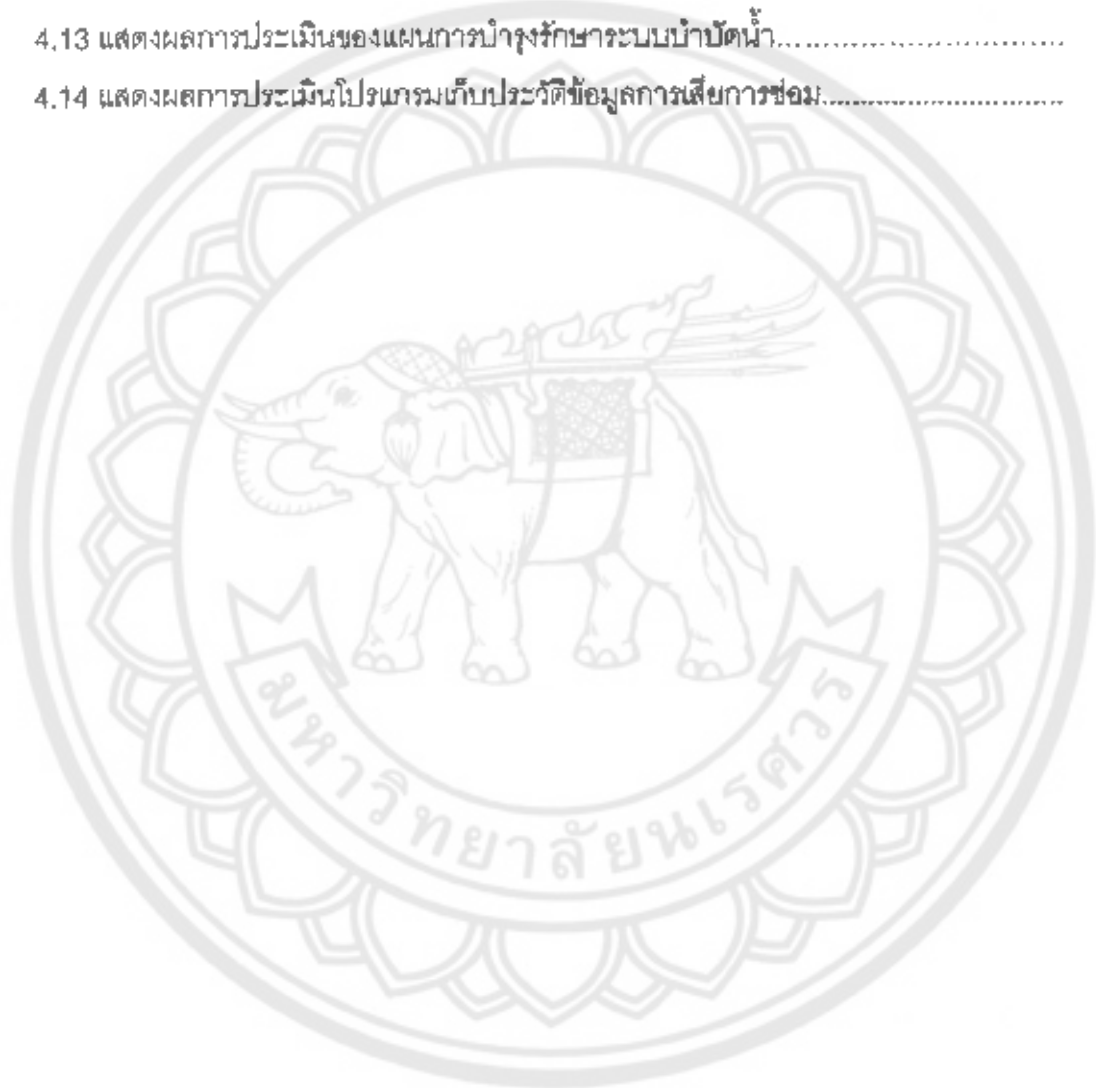 4.13 แสดงผลการประเมินของแผนการบำรุงรักษาระบบบำบัดน้ำ
4.14 แสดงผลการประเมินโปรแกรมเก็บประวัติข้อมูลการเสียการซ่อม
มหาวิทยาลัยนเรศวร